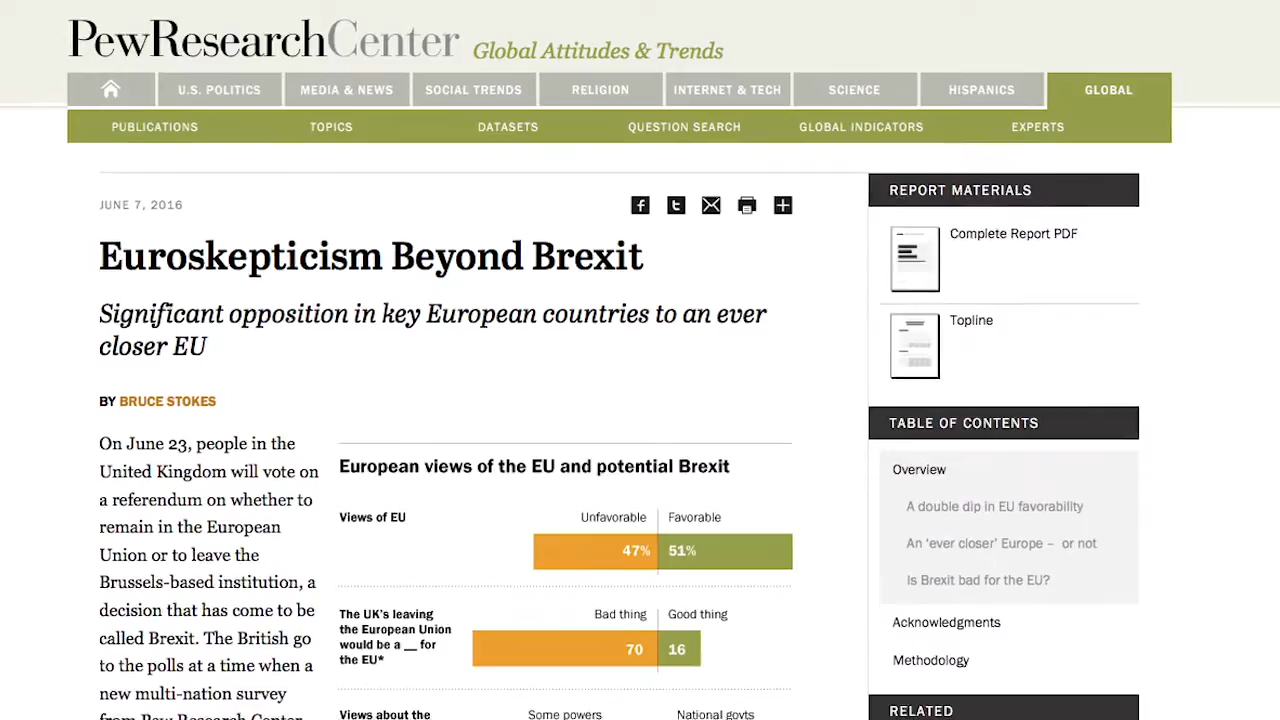 PewResearchCenter Global Attitudes & Trends
U.S. POLITICS MEDIA & NEWS SOCIAL TRENDS RELIGION INTERNET & TECH SCIENCE HISPANICS GLOBAL
PUBLICATIONS TOPICS DATASETS QUESTION SEARCH GLOBAL INDICATORS EXPERTS
JUNE 7, 2016
Euroskepticism Beyond Brexit
Significant opposition in key European countries to an ever
closer EU
BY BRUCE STOKES
On June 23, people in the
United Kingdom will vote on
a referendum on whether to
remain in the European
Union or to leave the
Brussels-based institution, a
decision that has come to be
called Brexit. The British go
to the polls at a time when a
new multi-nation survey
from Pew Research Center
European views of the EU and potential Brexit
Views of EU
Unfavorable Favorable
47% 51%
The UK's leaving
the European Union
would be a __ for
the EU*
Bad thing Good thing
70 16
Views about the
Some powers National govts
REPORT MATERIALS
Complete Report PDF
Topline
TABLE OF CONTENTS
Overview
A double dip in EU favorability
An ‘ever closer’ Europe – or not
Is Brexit bad for the EU?
Acknowledgments
Methodology
RELATED